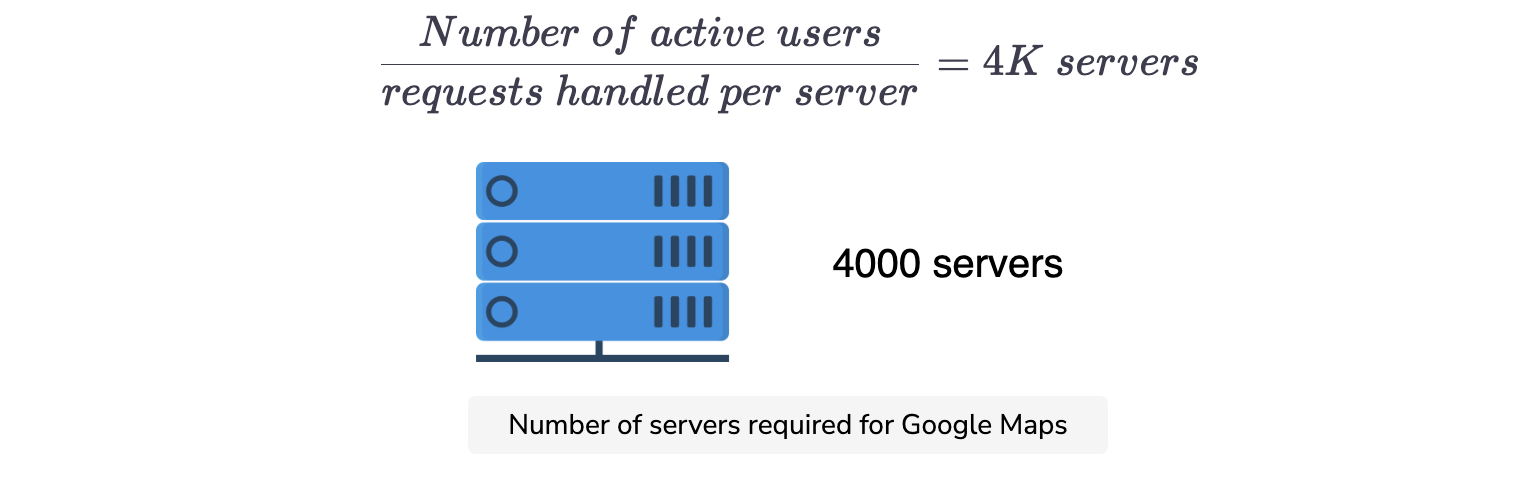 Number of active users
requests handled per server
= 4K servers
4000 servers
Number of servers required for Google Maps